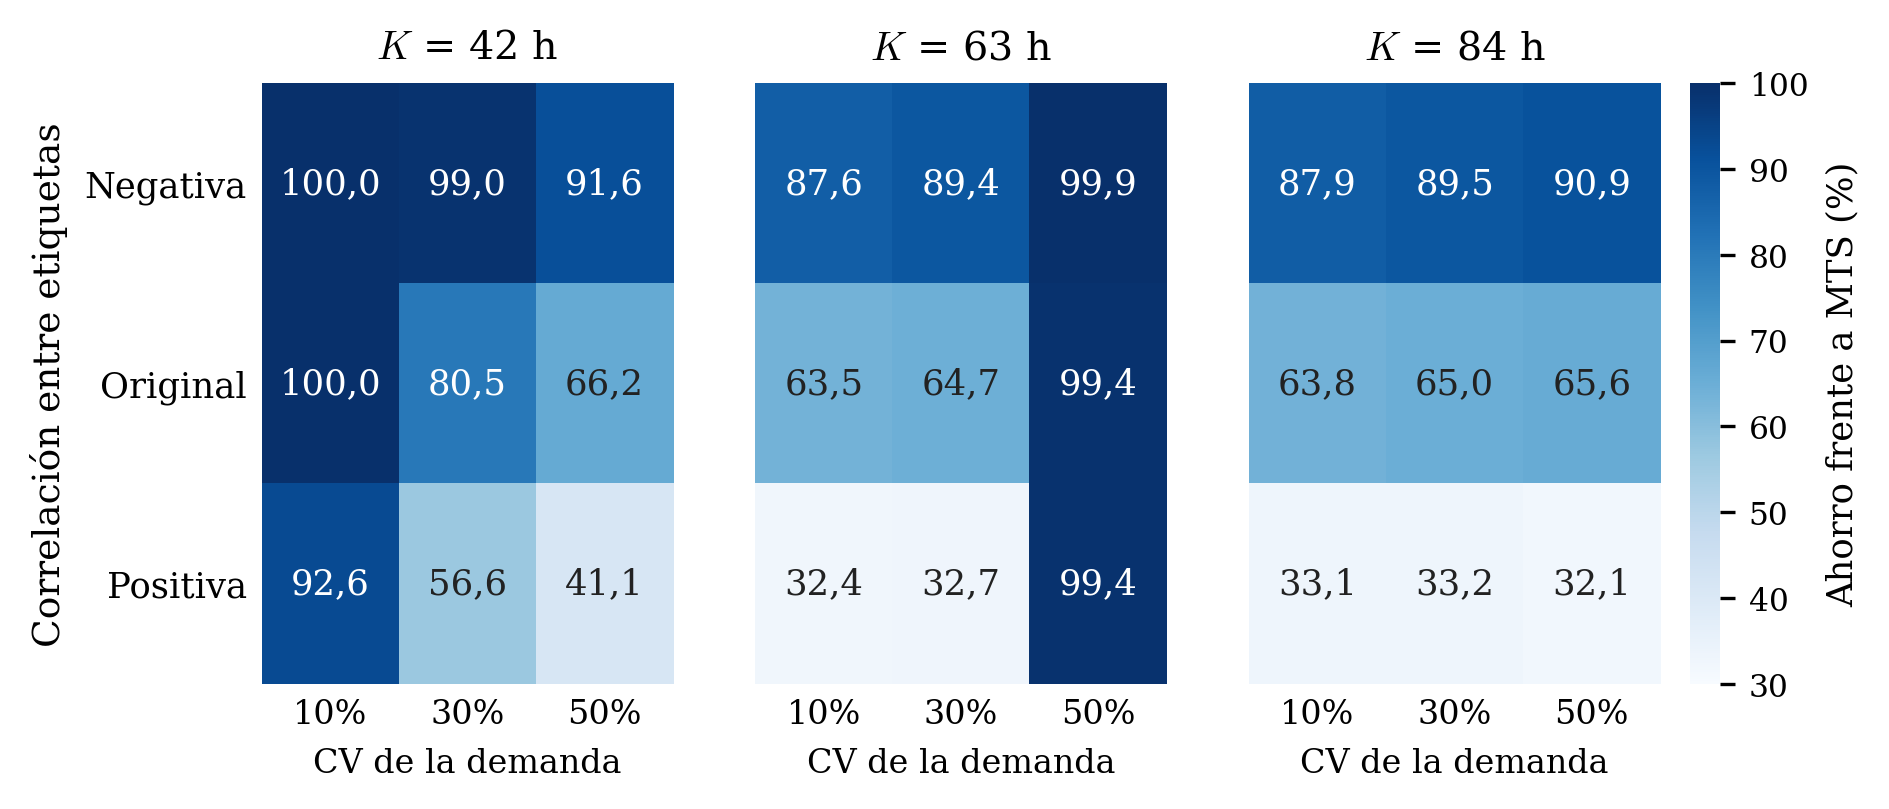 K = 42 h
K = 63 h
K = 84 h
Correlación entre etiquetas
Negativa 100,0 99,0 91,6 87,6 89,4 99,9 87,9 89,5 90,9
Original 100,0 80,5 66,2 63,5 64,7 99,4 63,8 65,0 65,6
Positiva 92,6 56,6 41,1 32,4 32,7 99,4 33,1 33,2 32,1
10% 30% 50% 10% 30% 50% 10% 30% 50%
CV de la demanda
CV de la demanda
CV de la demanda
100
90
80
70
60
50
40
30
Ahorro frente a MTS (%)